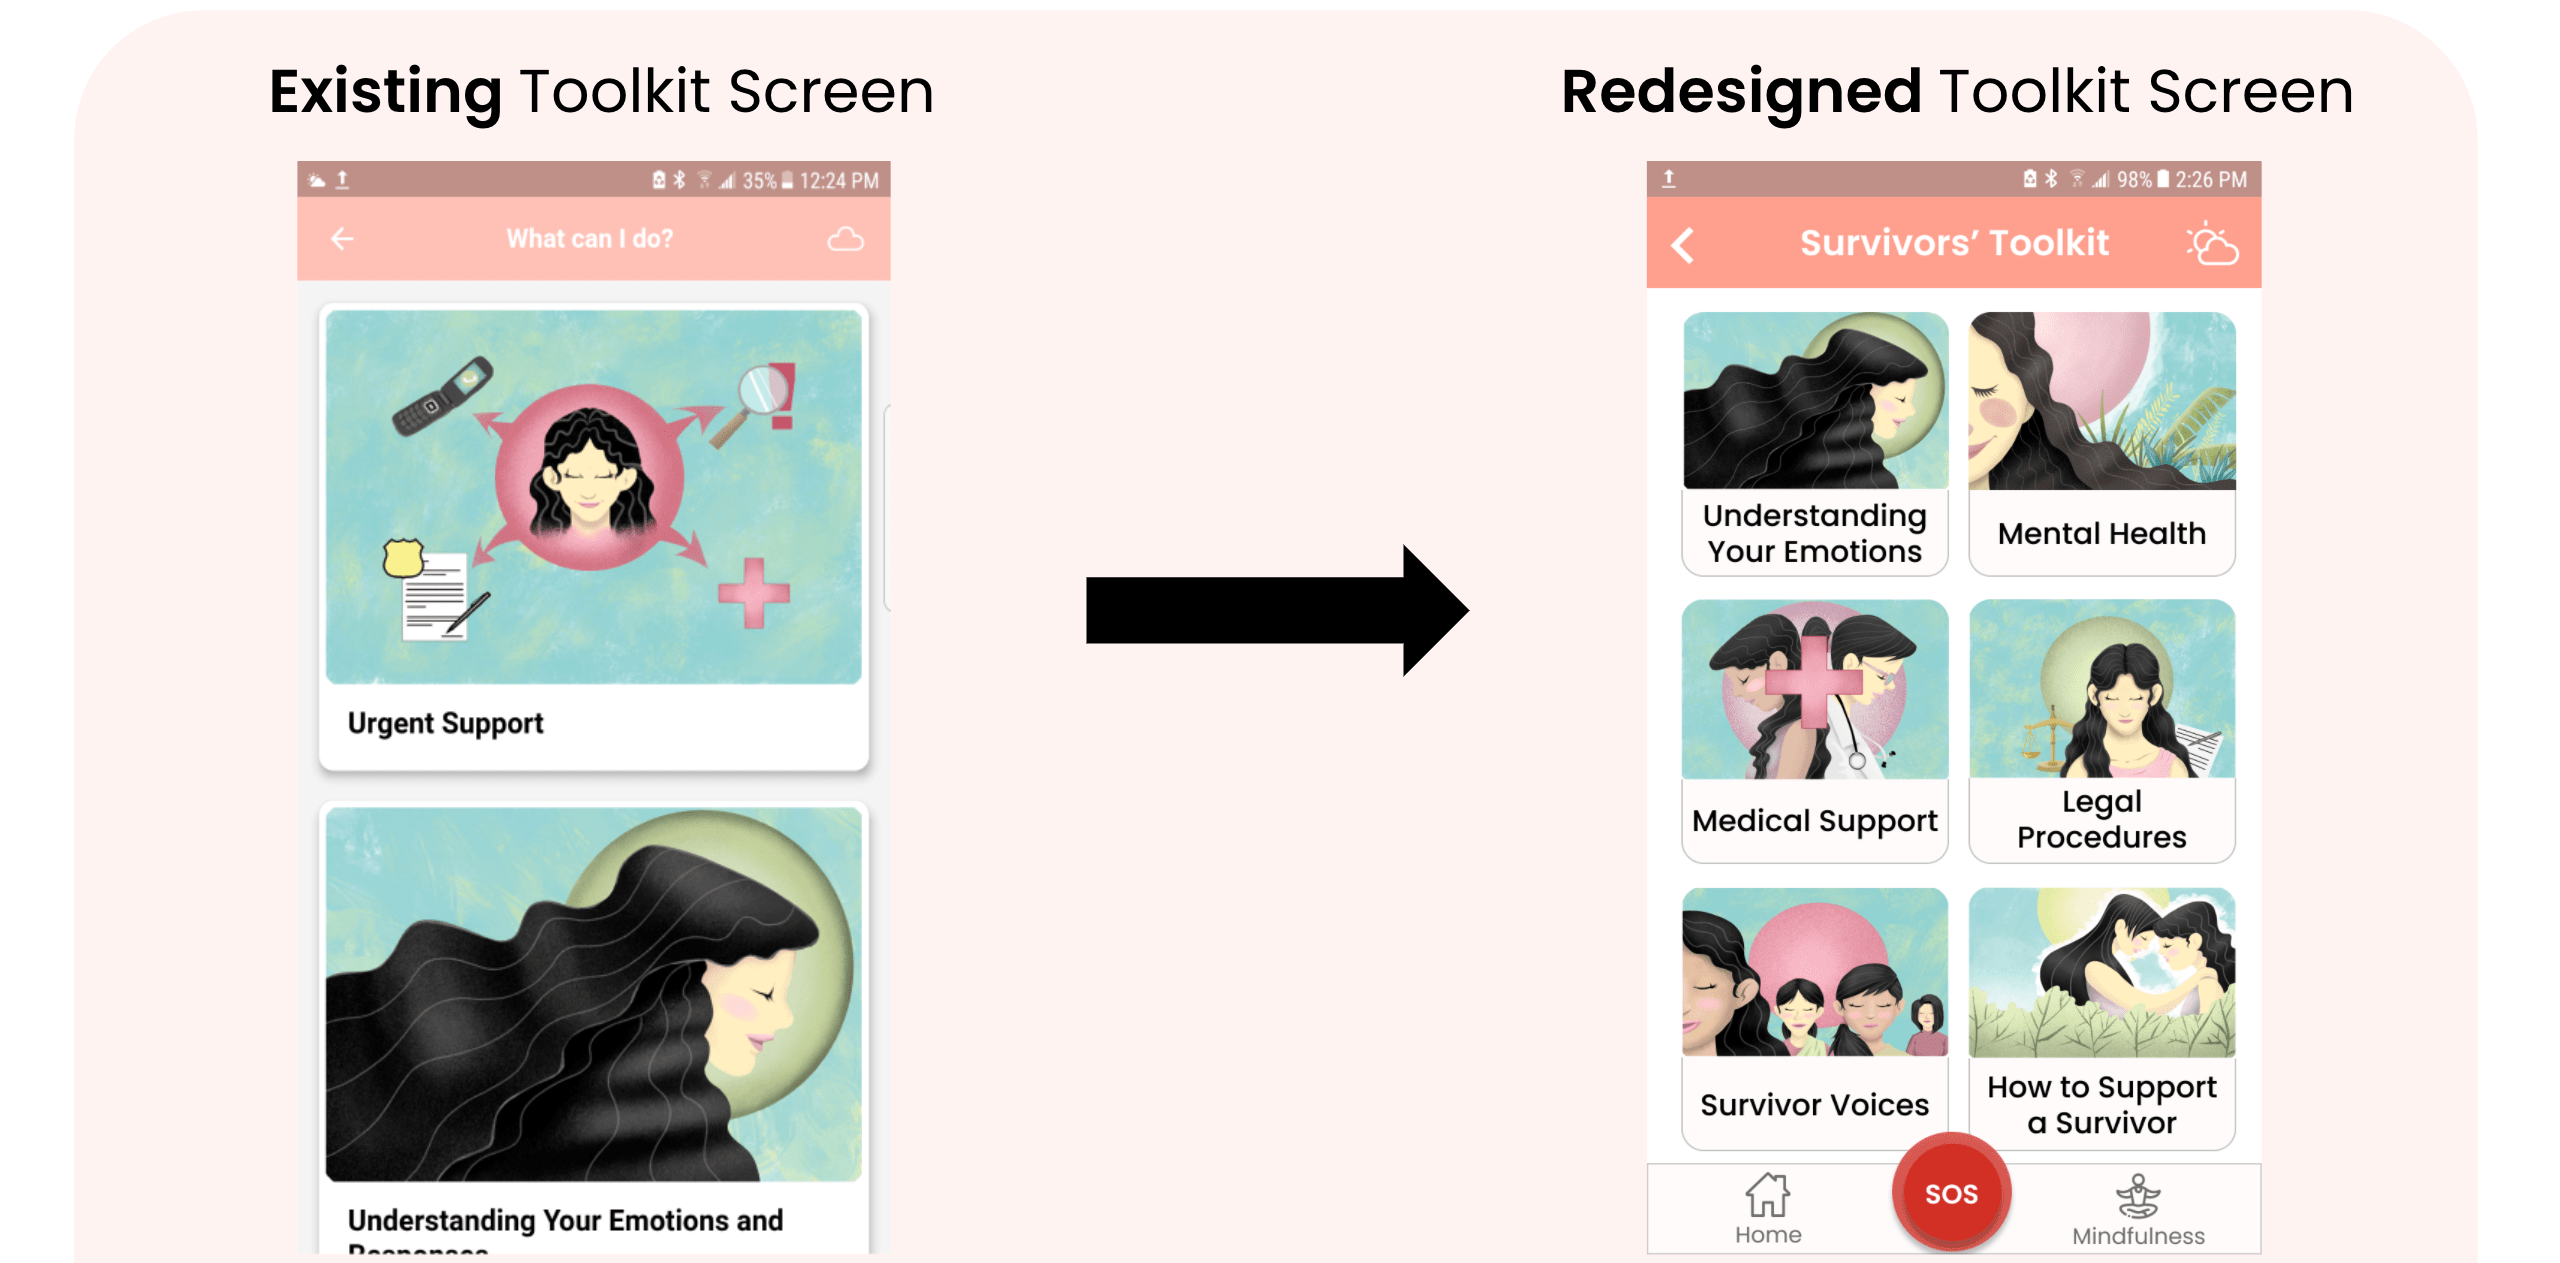 Existing Toolkit Screen
35% 12:24 PM
What can I do?
Urgent Support
Understanding Your Emotions and
Responses
Redesigned Toolkit Screen
98% 2:26 PM
Survivors’ Toolkit
Understanding
Your Emotions
Mental Health
Medical Support
Legal
Procedures
Survivor Voices
How to Support
a Survivor
Home
SOS
Mindfulness